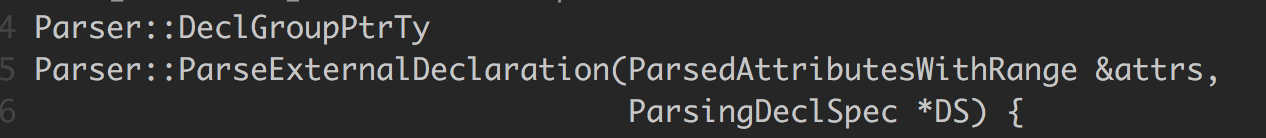 4 Parser::DeclGroupPtrTy
5 Parser::ParseExternalDeclaration(ParsedAttributesWithRange &attrs,
6 ParsingDeclSpec *DS) {